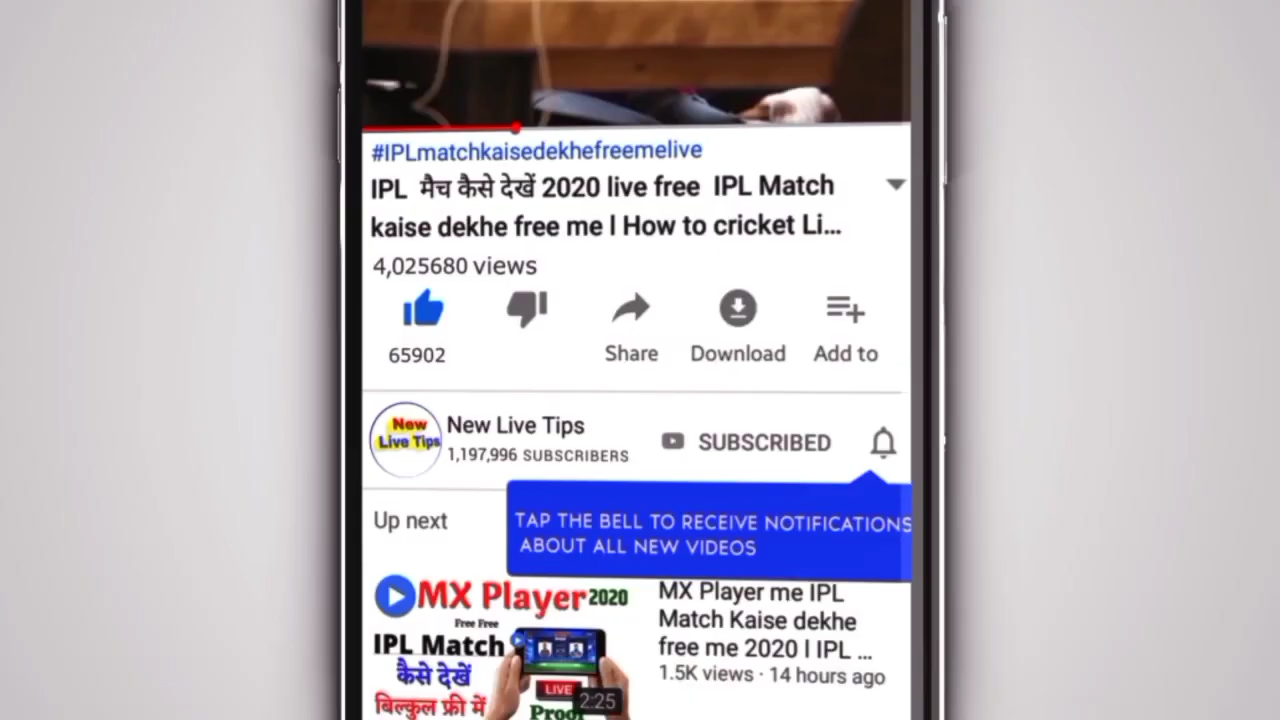 #IPLmatchkaisedekhefreemelive
IPL मैच कैसे देखें 2020 live free IPL Match
kaise dekhe free me l How to cricket Li...
4,025680 views
65902
Share
Download
Add to
New
Live Tips
New Live Tips
1,197,996 SUBSCRIBERS
SUBSCRIBED
TAP THE BELL TO RECEIVE NOTIFICATIONS
ABOUT ALL NEW VIDEOS
Up next
MX Player 2020
Free Free
IPL Match
कैसे देखें
बिल्कुल फ्री में
LIVE
Proof
2:25
MX Player me IPL
Match Kaise dekhe
free me 2020 l IPL ...
1.5K views · 14 hours ago